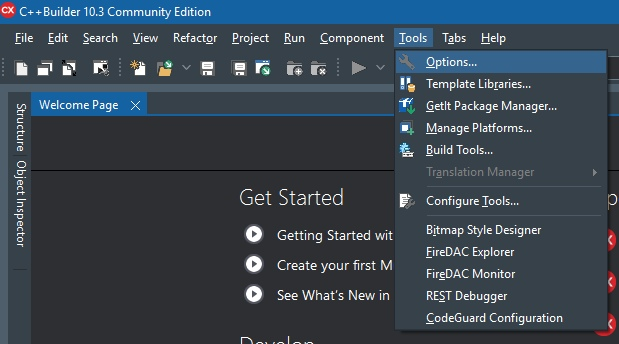 CX C++Builder 10.3 Community Edition
File Edit Search View Refactor Project Run Component Tools Tabs Help
Options...
Welcome Page
Template Libraries...
GetIt Package Manager...
Manage Platforms...
Build Tools...
Translation Manager
Configure Tools...
Bitmap Style Designer
FireDAC Explorer
FireDAC Monitor
REST Debugger
CodeGuard Configuration
Structure
Object Inspector
Get Started
Getting Started wit
Create your first M
See What's New in
Develop